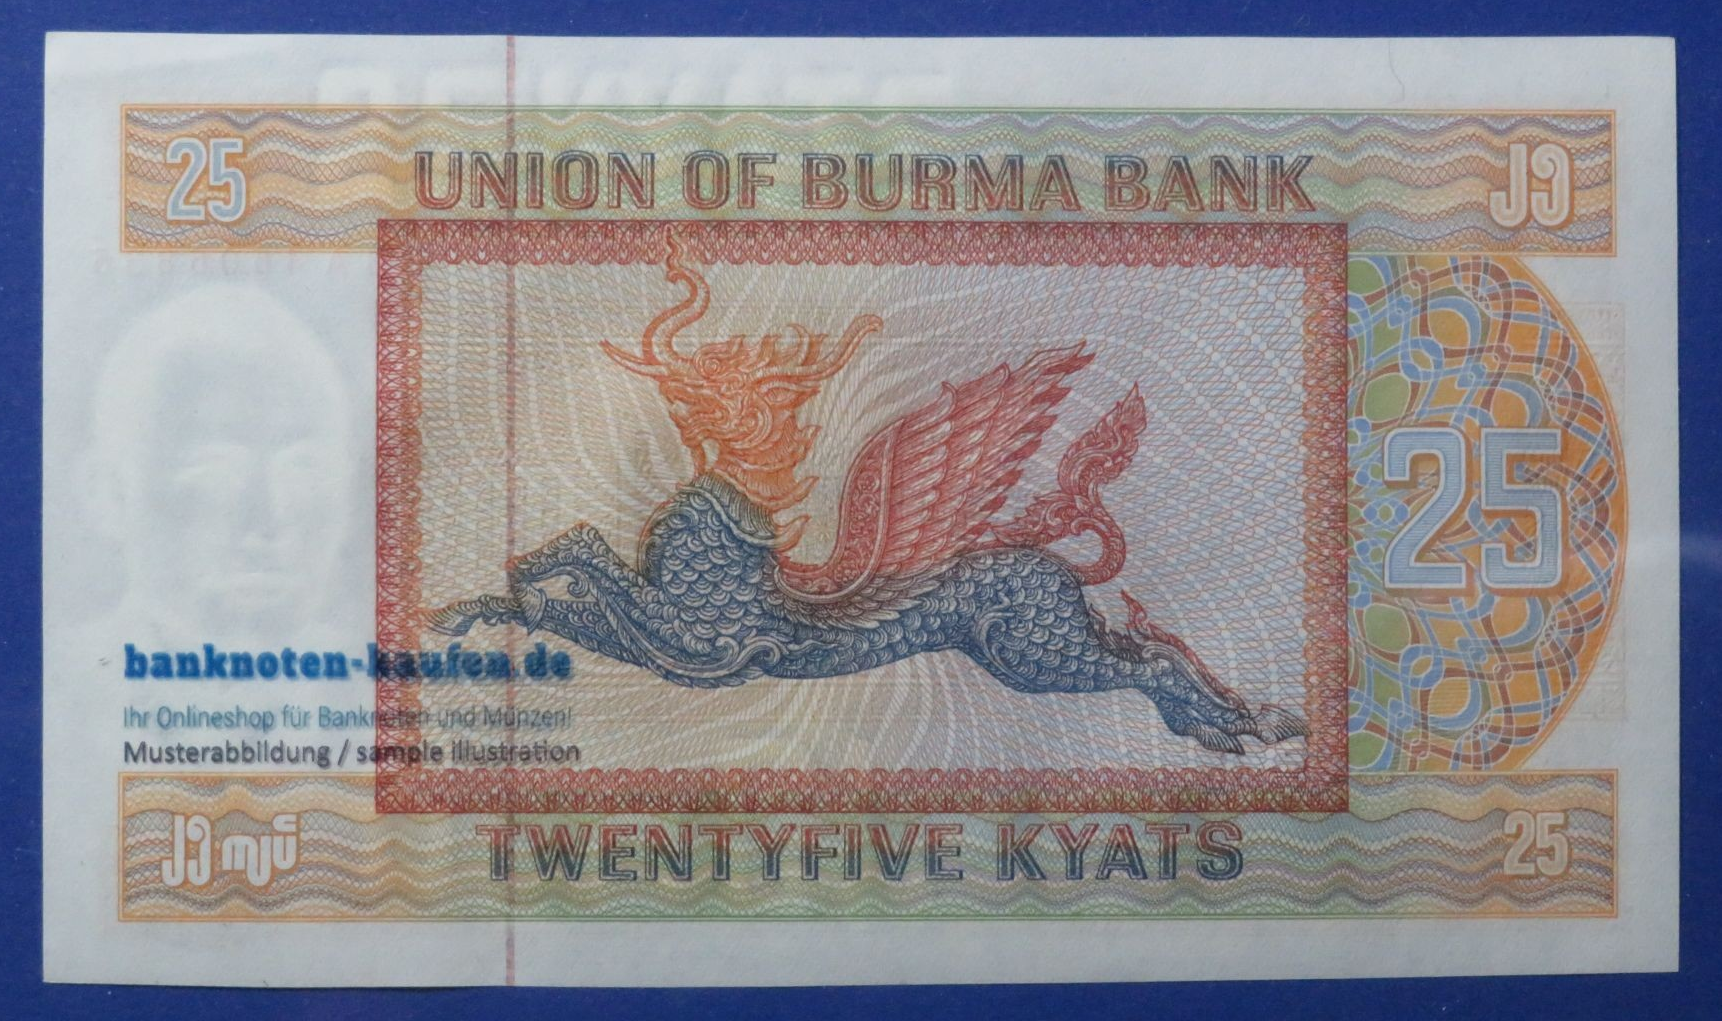 25 UNION OF BURMA BANK ၂၅
25
banknoten-kaufen.de
Ihr Onlineshop für Banknoten und Münzen!
Musterabbildung / sample illustration
၂၅ ကျပ် TWENTYFIVE KYATS 25